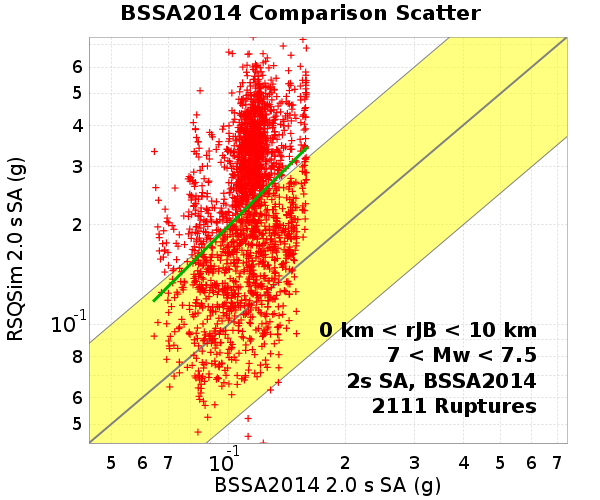 BSSA2014 Comparison Scatter
RSQSim 2.0 s SA (g)
6
5
4
3
2
10-1
8
6
5
0 km < rJB < 10 km
7 < Mw < 7.5
2s SA, BSSA2014
2111 Ruptures
5 6 7 10-1 2 3 4 5 6 7
BSSA2014 2.0 s SA (g)